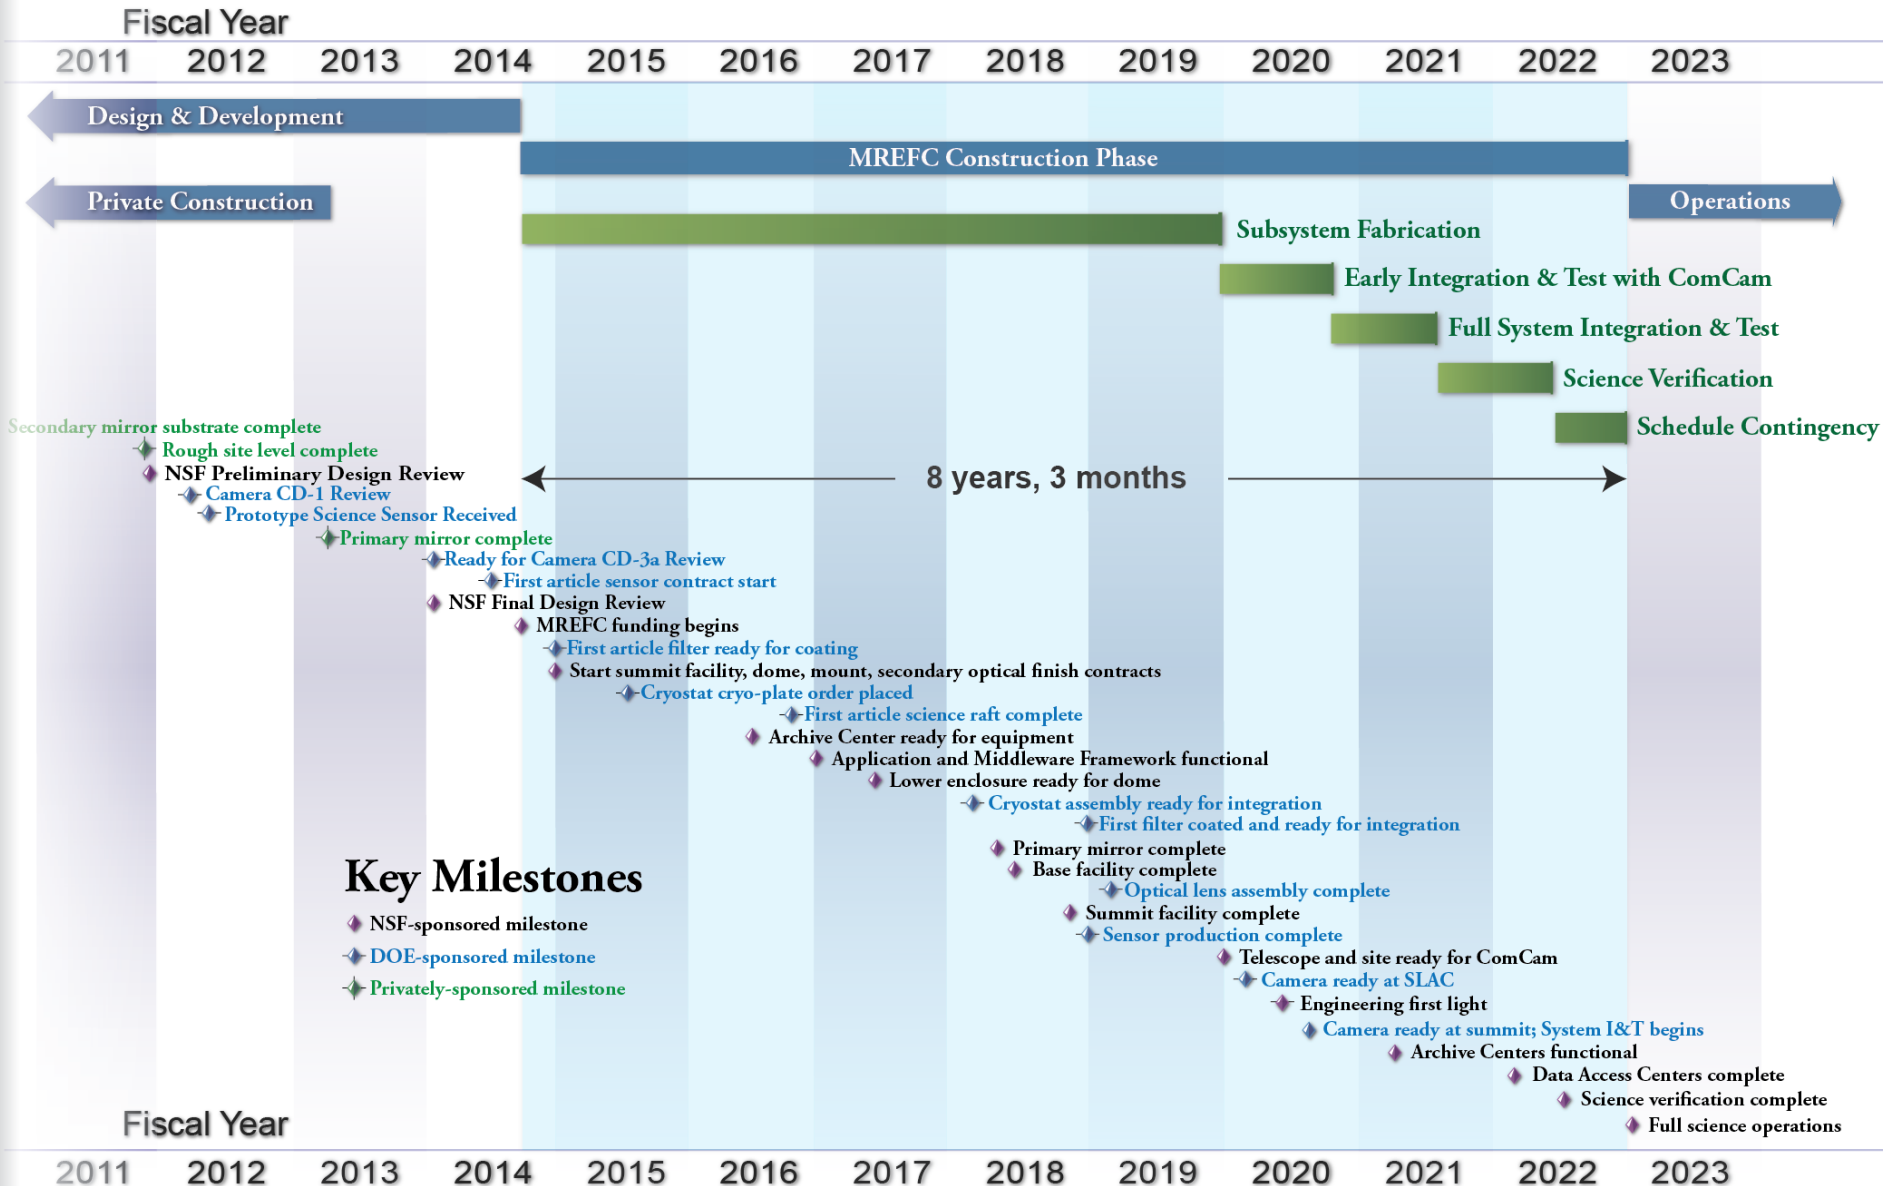 Fiscal Year
2011 2012 2013 2014 2015 2016 2017 2018 2019 2020 2021 2022 2023
Design & Development
MREFC Construction Phase
Private Construction
Operations
Subsystem Fabrication
Early Integration & Test with ComCam
Full System Integration & Test
Science Verification
Schedule Contingency
Secondary mirror substrate complete
Rough site level complete
NSF Preliminary Design Review
8 years, 3 months
Camera CD-1 Review
Prototype Science Sensor Received
Primary mirror complete
Ready for Camera CD-3a Review
First article sensor contract start
NSF Final Design Review
MREFC funding begins
First article filter ready for coating
Start summit facility, dome, mount, secondary optical finish contracts
Cryostat cryo-plate order placed
First article science raft complete
Archive Center ready for equipment
Application and Middleware Framework functional
Lower enclosure ready for dome
Cryostat assembly ready for integration
First filter coated and ready for integration
Primary mirror complete
Base facility complete
Optical lens assembly complete
Summit facility complete
Sensor production complete
Telescope and site ready for ComCam
Camera ready at SLAC
Engineering first light
Camera ready at summit; System I&T begins
Archive Centers functional
Data Access Centers complete
Science verification complete
Full science operations
Key Milestones
NSF-sponsored milestone
DOE-sponsored milestone
Privately-sponsored milestone
Fiscal Year
2011 2012 2013 2014 2015 2016 2017 2018 2019 2020 2021 2022 2023